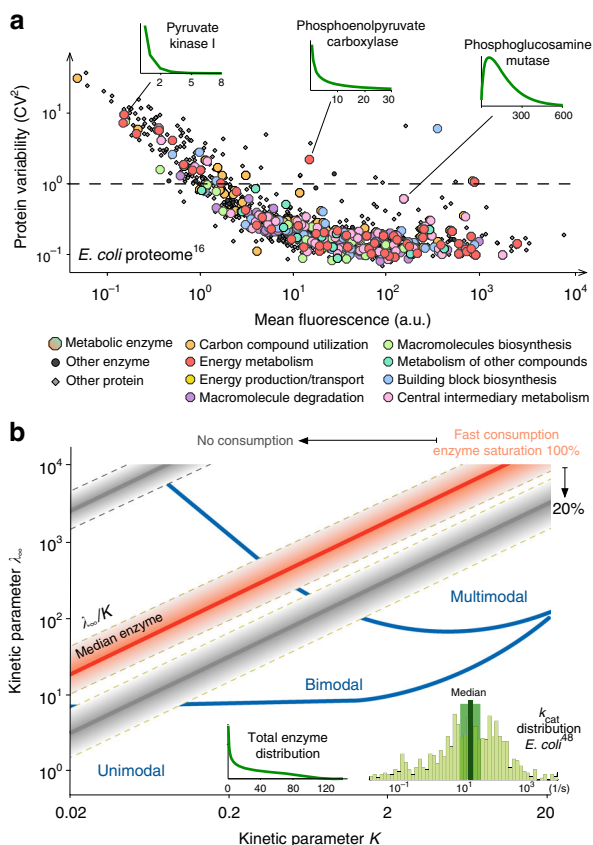 a
Pyruvate
kinase I
2 5 8
Phosphoenolpyruvate
carboxylase
10 30
Phosphoglucosamine
mutase
300 600
Protein variability (CV²)
10¹
10⁰
10⁻¹
E. coli proteome¹⁶
10⁻¹ 10⁰ 10¹ 10² 10³ 10⁴
Mean fluorescence (a.u.)
Metabolic enzyme
Other enzyme
Other protein
Carbon compound utilization
Energy metabolism
Energy production/transport
Macromolecule degradation
Macromolecules biosynthesis
Metabolism of other compounds
Building block biosynthesis
Central intermediary metabolism
b
No consumption
Fast consumption
enzyme saturation 100%
20%
Kinetic parameter λ∞
10⁴
10³
10²
10¹
10⁰
λ∞/K
Median enzyme
Multimodal
Bimodal
Unimodal
Total enzyme
distribution
0 40 80 120
Median
kcat
distribution
E. coli⁴⁸
10⁻¹ 10¹ 10³ (1/s)
0.02 0.2 2 20
Kinetic parameter K